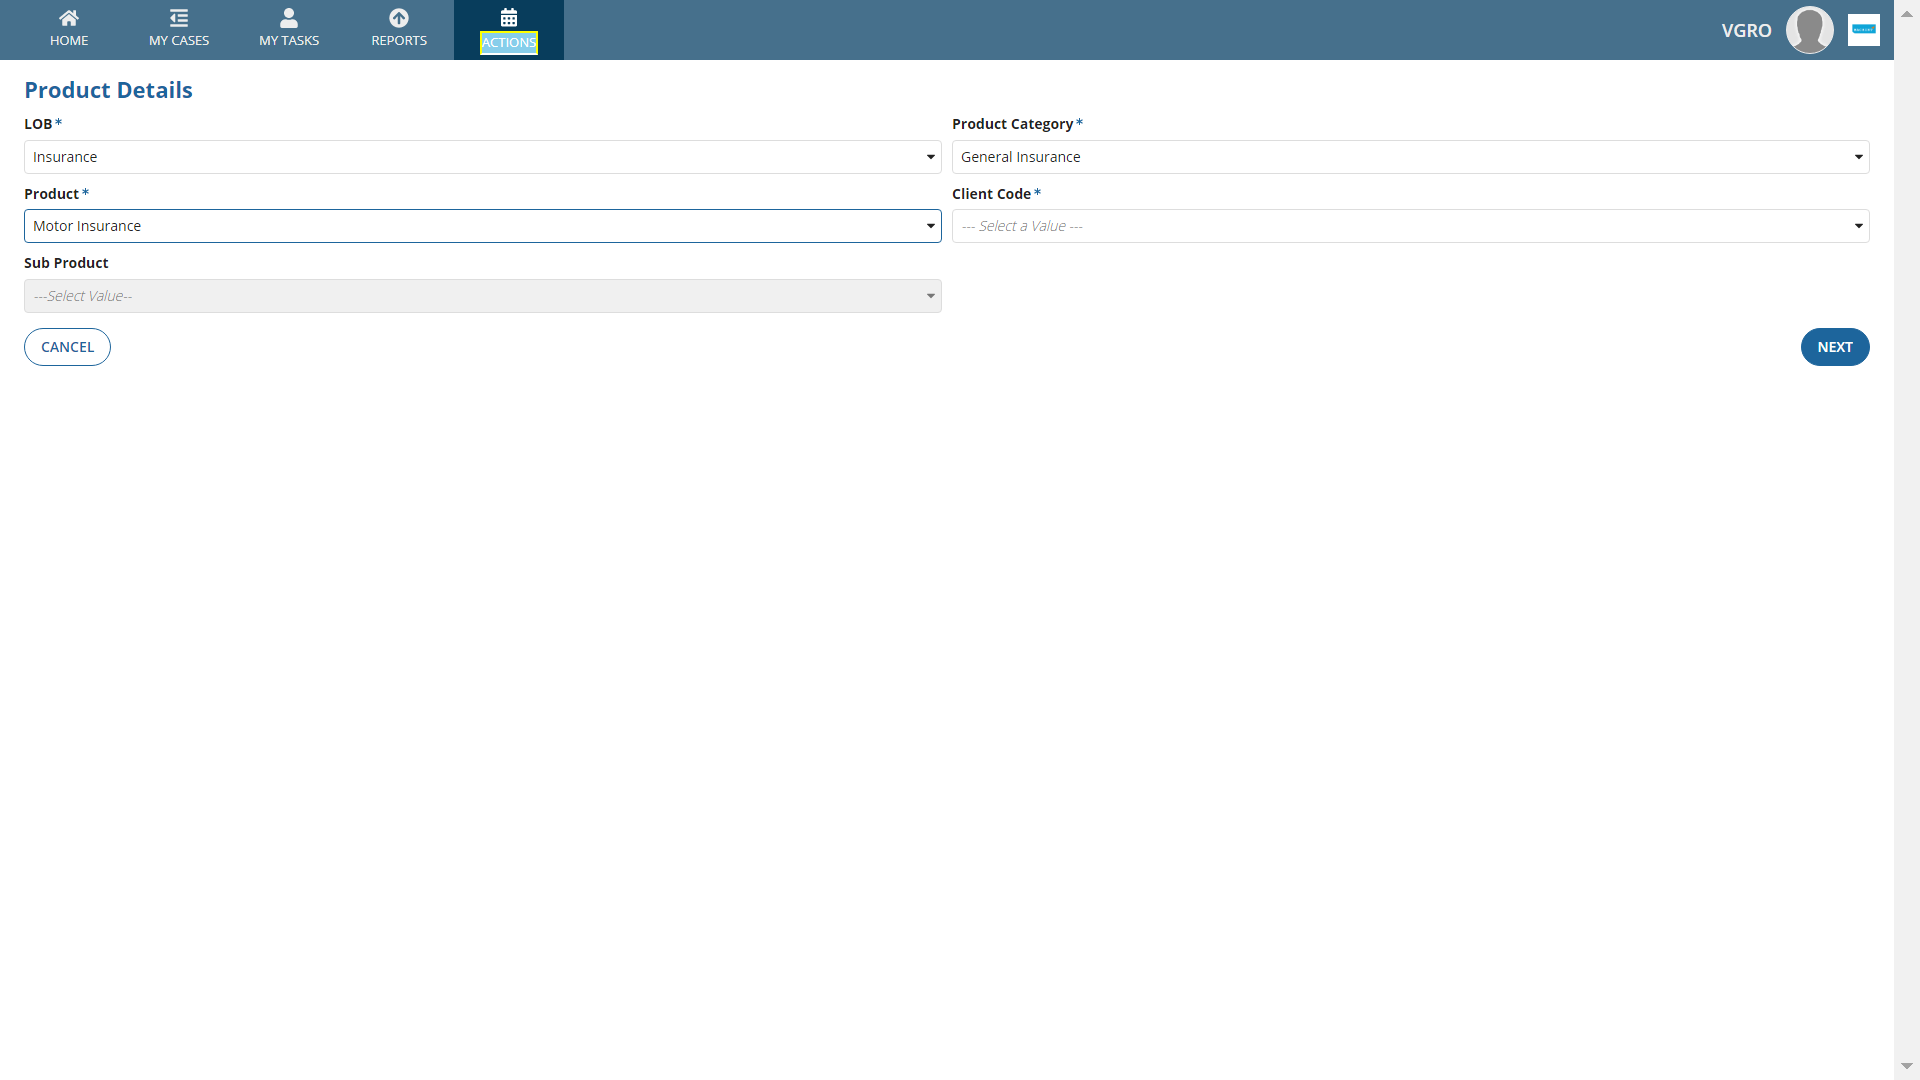 HOME
MY CASES
MY TASKS
REPORTS
ACTIONS
VGRO
Product Details
LOB*
Product Category*
Insurance
General Insurance
Product*
Client Code*
Motor Insurance
--- Select a Value ---
Sub Product
---Select Value--
CANCEL
NEXT